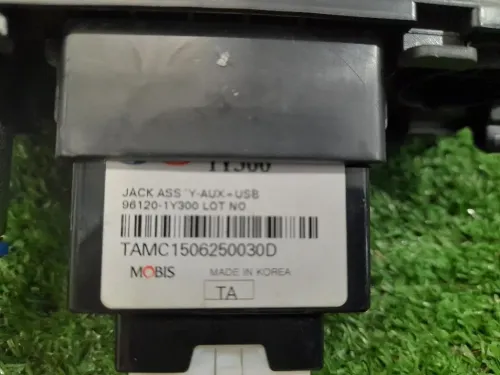 1Y300
JACK ASS'Y-AUX+USB
96120-1Y300 LOT NO
TAMC1506250030D
MOBIS MADE IN KOREA
TA